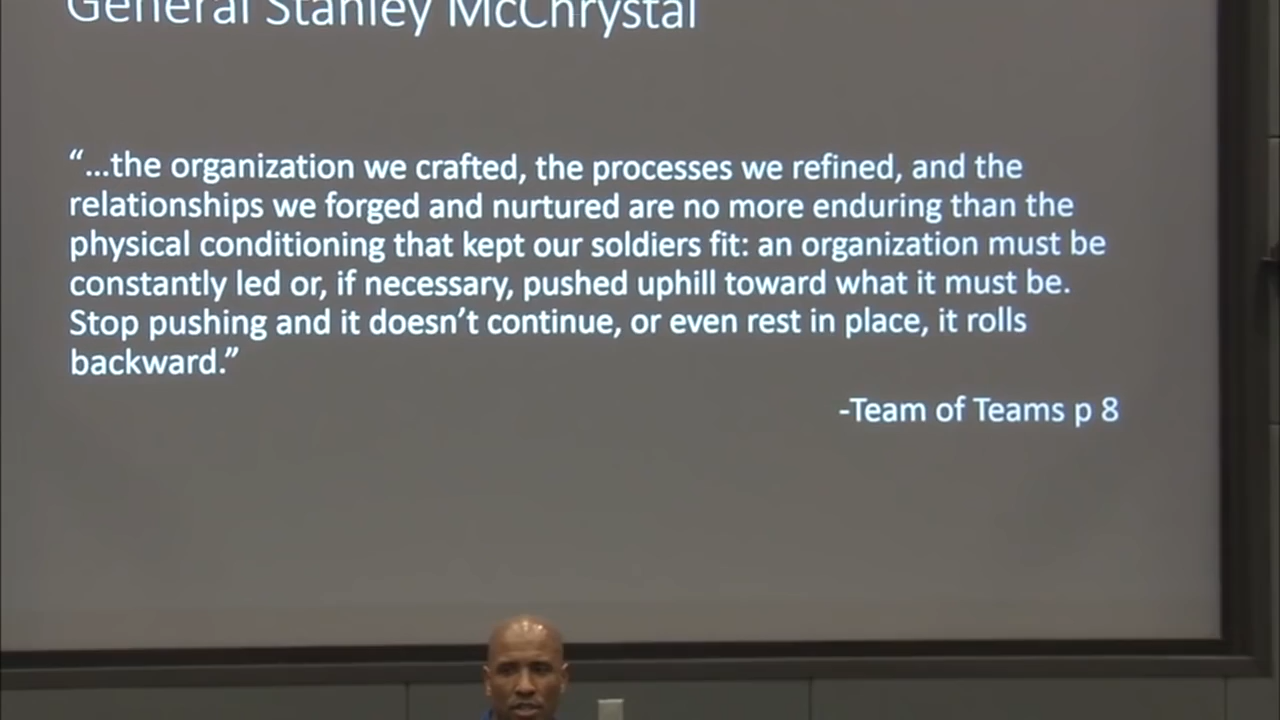 General Stanley McChrystal
“...the organization we crafted, the processes we refined, and the
relationships we forged and nurtured are no more enduring than the
physical conditioning that kept our soldiers fit: an organization must be
constantly led or, if necessary, pushed uphill toward what it must be.
Stop pushing and it doesn’t continue, or even rest in place, it rolls
backward.”
-Team of Teams p 8